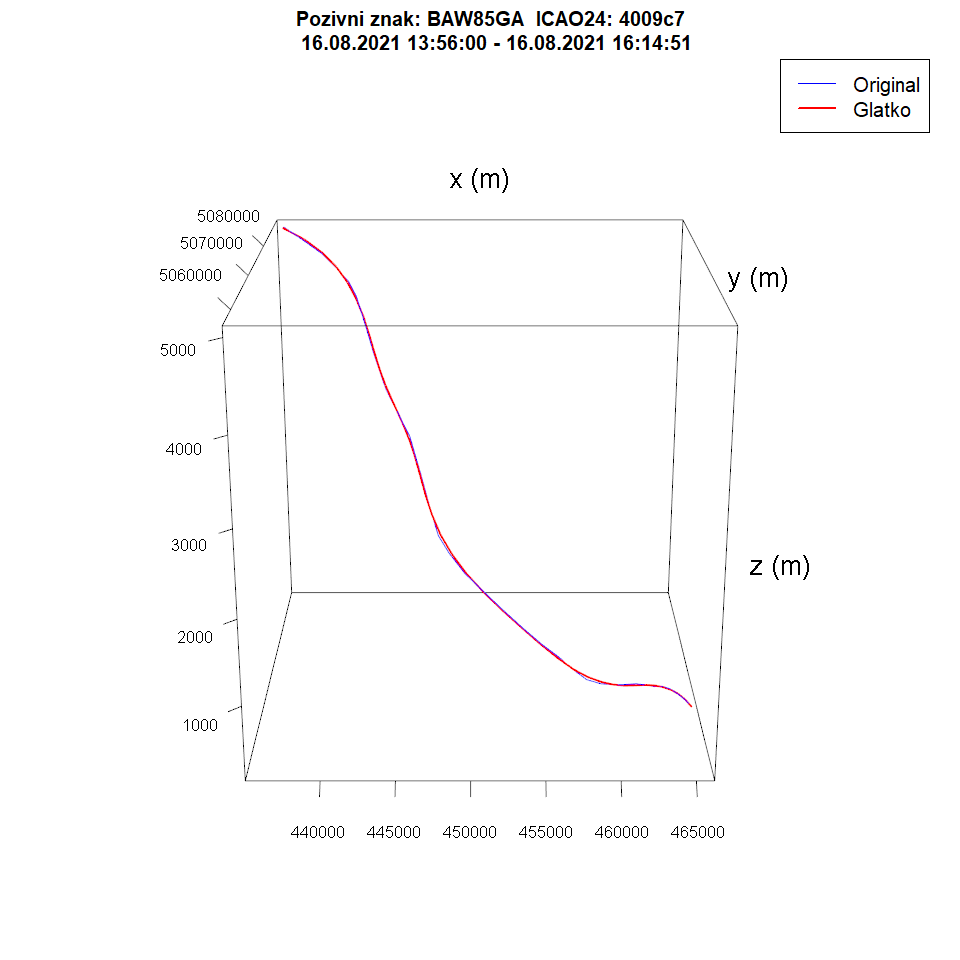 Pozivni znak: BAW85GA ICAO24: 4009c7
16.08.2021 13:56:00 - 16.08.2021 16:14:51
Original
Glatko
x (m)
5080000
5070000
5060000
y (m)
5000
4000
3000
z (m)
2000
1000
440000 445000 450000 455000 460000 465000